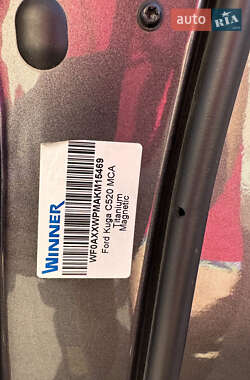 auto RIA
WINNER
WF0AXXWPMAKM15469
Ford Kuga C520 MCA
Titanium
Magnetic